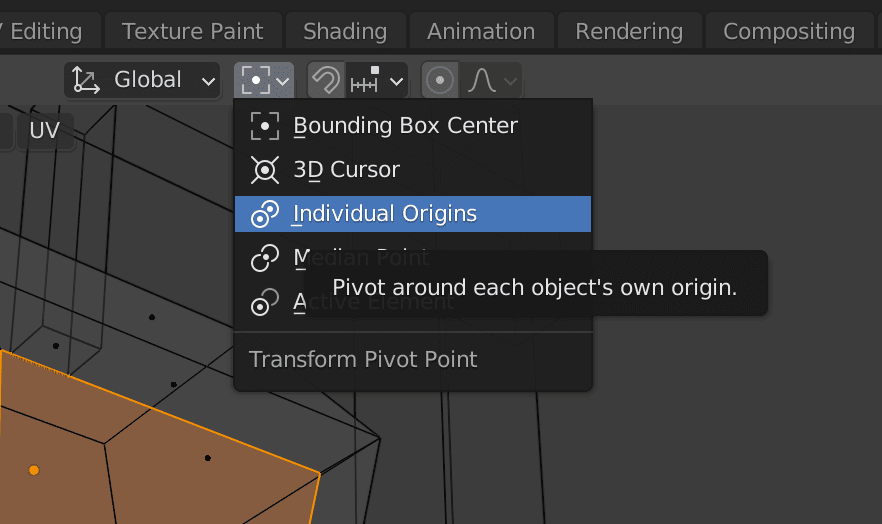 Editing Texture Paint Shading Animation Rendering Compositing
Global
UV
Bounding Box Center
3D Cursor
Individual Origins
Median Point
Pivot around each object's own origin.
Active Element
Transform Pivot Point